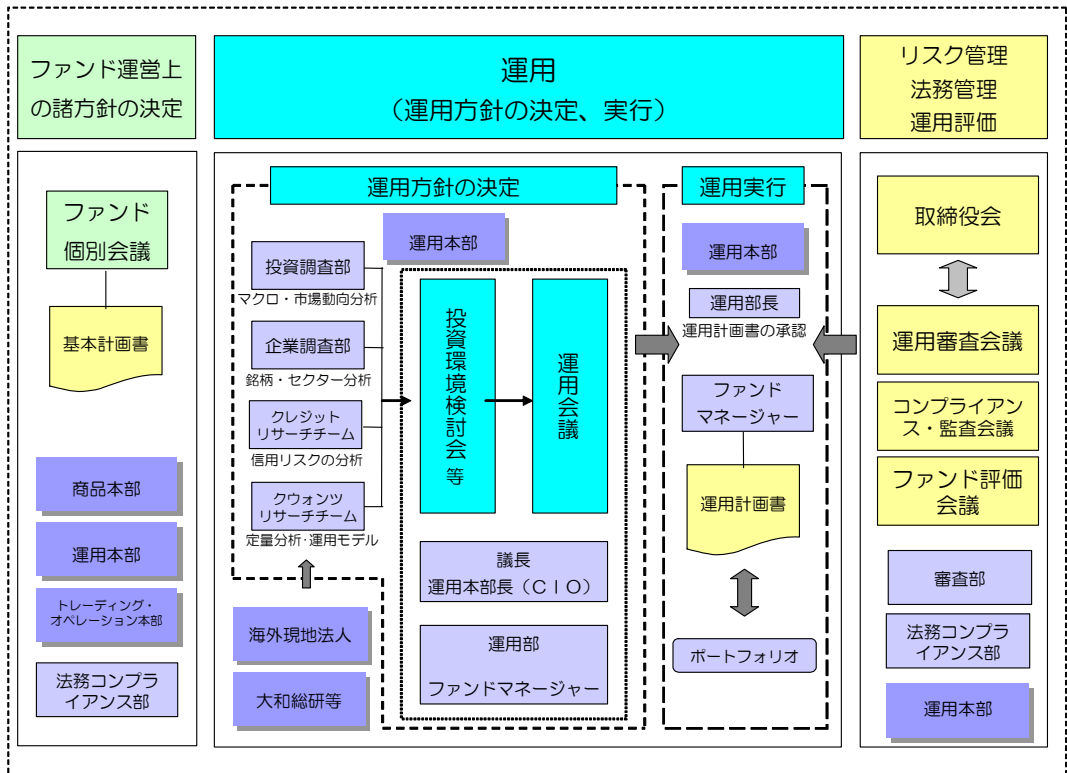 ファンド運営上
の諸方針の決定
ファンド
個別会議
基本計画書
商品本部
運用本部
トレーディング・
オペレーション本部
法務コンプラ
イアンス部
運用
（運用方針の決定、実行）
運用方針の決定
運用本部
投資調査部
マクロ・市場動向分析
企業調査部
銘柄・セクター分析
クレジット
リサーチチーム
信用リスクの分析
クウォンツ
リサーチチーム
定量分析・運用モデル
海外現地法人
大和総研等
投資環境検討会等
運用会議
議長
運用本部長（ＣＩＯ）
運用部
ファンドマネージャー
運用実行
運用本部
運用部長
運用計画書の承認
ファンド
マネージャー
運用計画書
ポートフォリオ
リスク管理
法務管理
運用評価
取締役会
運用審査会議
コンプライアン
ス・監査会議
ファンド評価
会議
審査部
法務コンプラ
イアンス部
運用本部